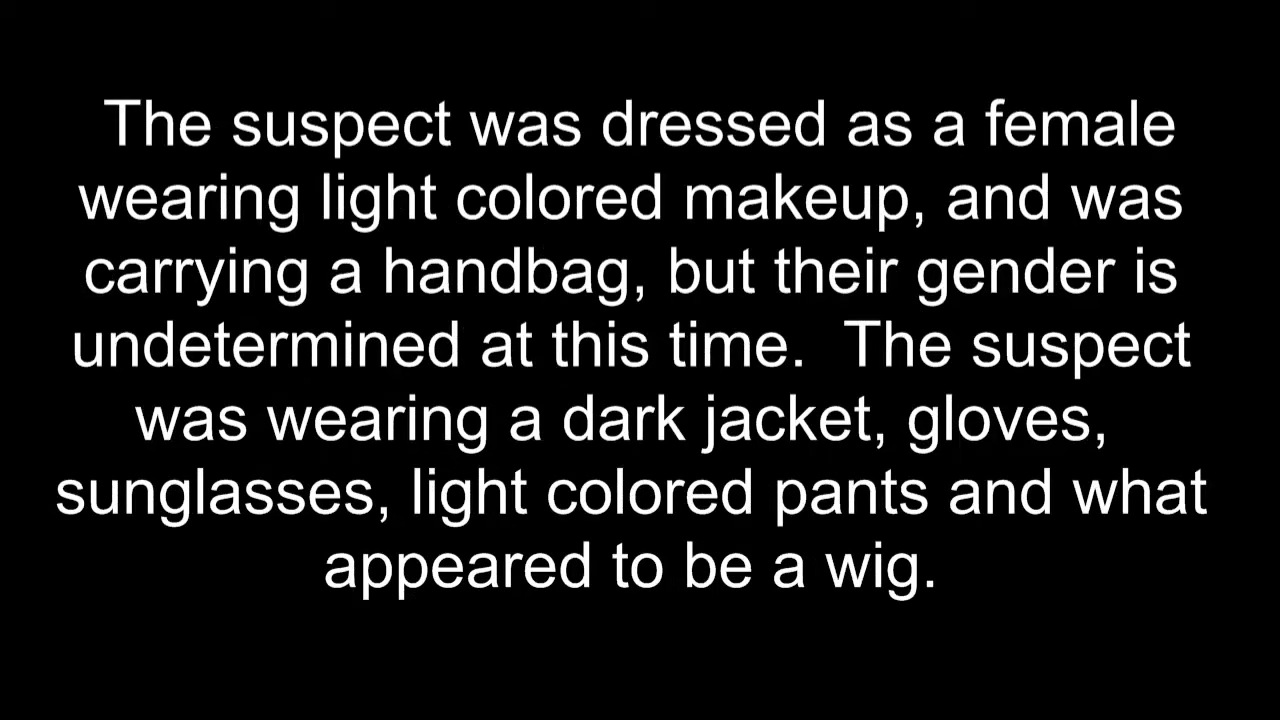 The suspect was dressed as a female
wearing light colored makeup, and was
carrying a handbag, but their gender is
undetermined at this time.  The suspect
was wearing a dark jacket, gloves,
sunglasses, light colored pants and what
appeared to be a wig.